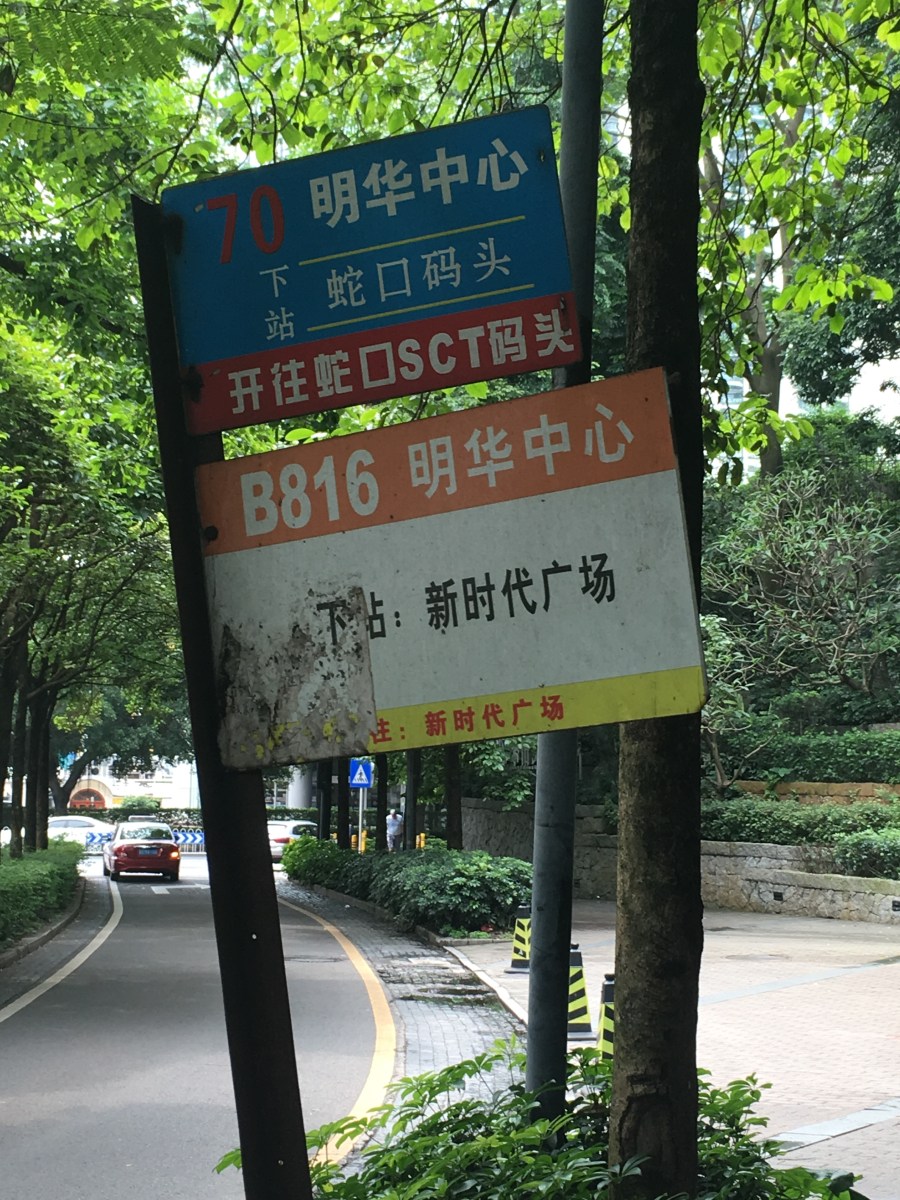 70 明华中心
下站 蛇口码头
开往蛇口SCT码头
B816 明华中心
下站：新时代广场
往：新时代广场